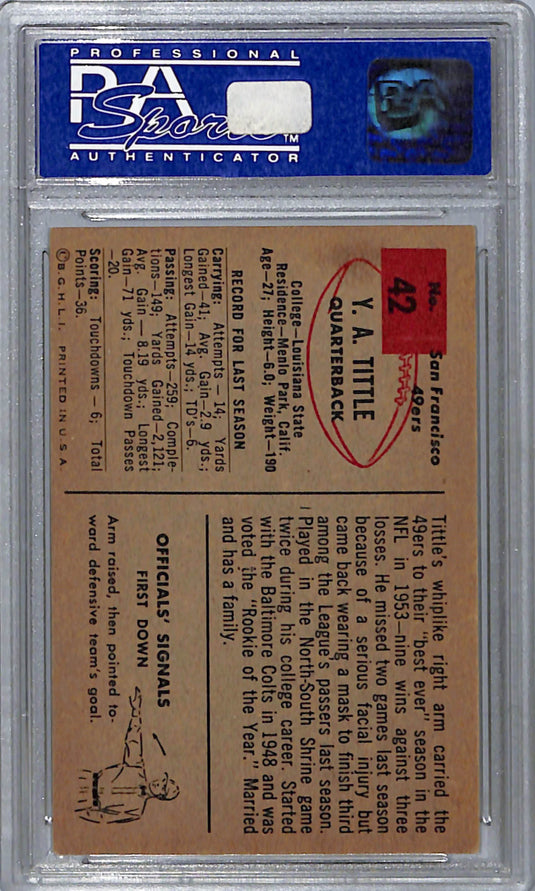 PROFESSIONAL
PSA
Sports
TM
AUTHENTICATOR
PSA
No.
42
San Francisco
49ers
Y. A. TITTLE
QUARTERBACK
College—Louisiana State
Residence—Menlo Park, Calif.
Age—27; Height—6.0; Weight—190
RECORD FOR LAST SEASON
Carrying: Attempts — 14; Yards
Gained—41; Avg. Gain—2.9 yds.;
Longest Gain—14 yds.; TD's—6.
Passing: Attempts—259; Comple-
tions—149; Yards Gained—2,121;
Avg. Gain — 8.19 yds.; Longest
Gain—71 yds.; Touchdown Passes
—20.
Scoring: Touchdowns — 6; Total
Points—36.
©B.G.H.L.I. PRINTED IN U.S.A.
Tittle's whiplike right arm carried the
49ers to their "best ever" season in the
NFL in 1953—nine wins against three
losses. He missed two games last season
because of a serious facial injury but
came back wearing a mask to finish third
among the League's passers last season.
Played in the North-South Shrine game
twice during his college career. Started
with the Baltimore Colts in 1948 and was
voted the "Rookie of the Year." Married
and has a family.
OFFICIALS' SIGNALS
FIRST DOWN
Arm raised, then pointed to-
ward defensive team's goal.